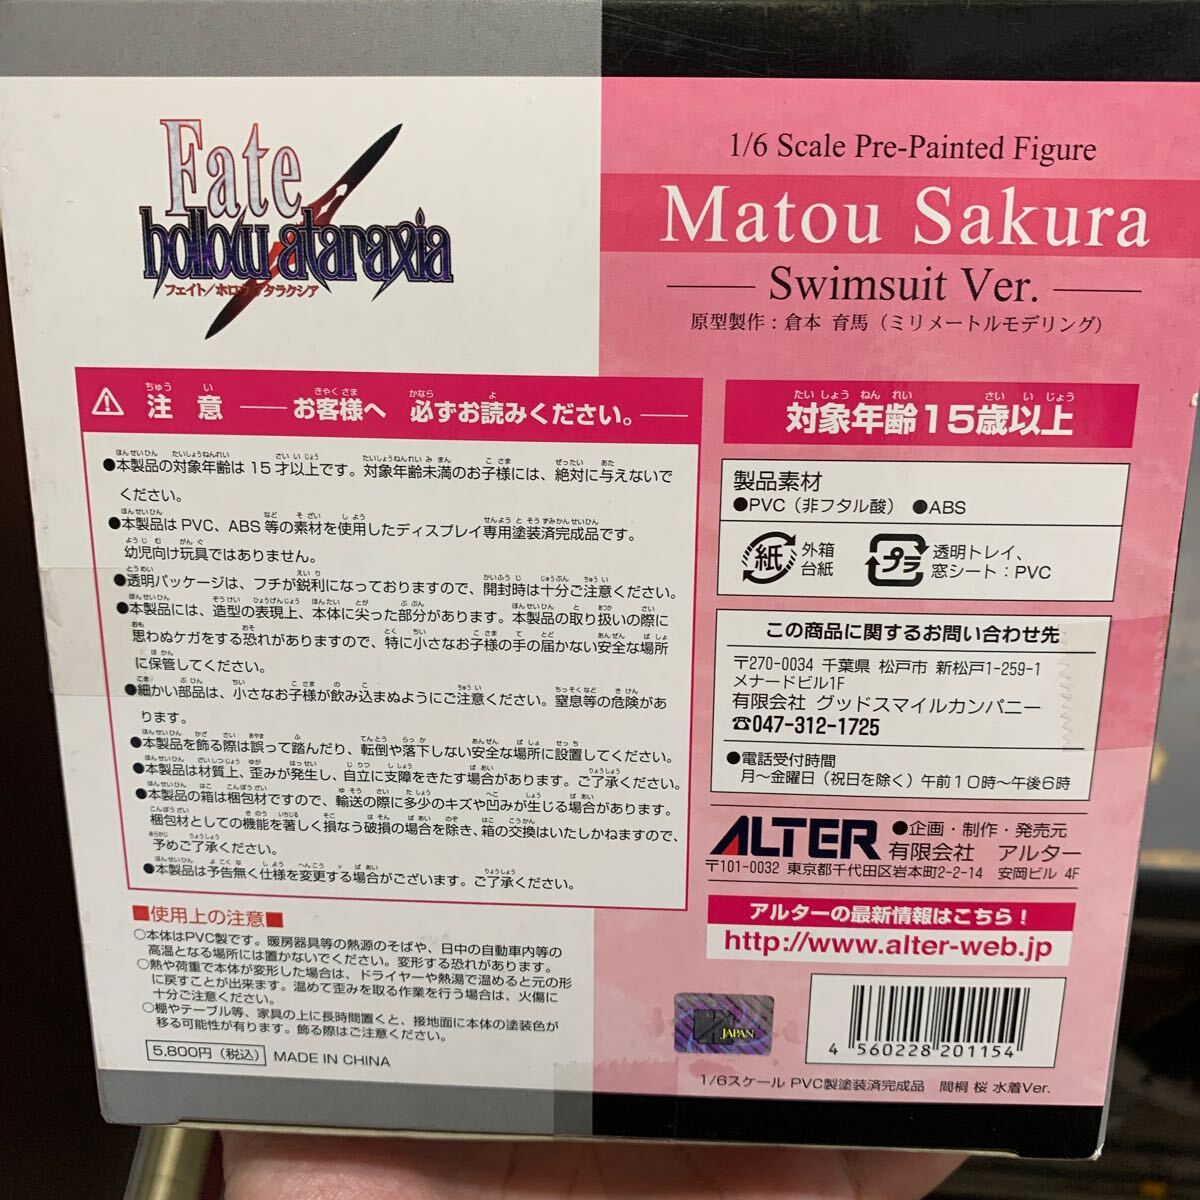 Fate
hollow ataraxia
フェイト/ホロウ アタラクシア
1/6 Scale Pre-Painted Figure
Matou Sakura
Swimsuit Ver.
原型製作：倉本 育馬（ミリメートルモデリング）
注 意 ── お客様へ 必ずお読みください。──
●本製品の対象年齢は 15 才以上です。対象年齢未満のお子様には、絶対に与えないで
ください。
●本製品は PVC、ABS 等の素材を使用したディスプレイ専用塗装済完成品です。
幼児向け玩具ではありません。
●透明パッケージは、フチが鋭利になっておりますので、開封時は十分ご注意ください。
●本製品には、造型の表現上、本体に尖った部分があります。本製品の取り扱いの際に
思わぬケガをする恐れがありますので、特に小さなお子様の手の届かない安全な場所
に保管してください。
●細かい部品は、小さなお子様が飲み込まぬようにご注意ください。窒息等の危険があ
ります。
●本製品を飾る際は誤って踏んだり、転倒や落下しない安全な場所に設置してください。
●本製品は材質上、歪みが発生し、自立に支障をきたす場合があります。ご了承ください。
●本製品の箱は梱包材ですので、輸送の際に多少のキズや凹みが生じる場合があります。
梱包材としての機能を著しく損なう破損の場合を除き、箱の交換はいたしかねますので、
予めご了承ください。
●本製品は予告無く仕様を変更する場合がございます。ご了承ください。
■使用上の注意■
○本体はPVC製です。暖房器具等の熱源のそばや、日中の自動車内等の
高温となる場所には置かないでください。変形する恐れがあります。
○熱や荷重で本体が変形した場合は、ドライヤーや熱湯で温めると元の形
に戻すことが出来ます。温めて歪みを取る作業を行う場合は、火傷に
十分ご注意ください。
○棚やテーブル等、家具の上に長時間置くと、接地面に本体の塗装色が
移る可能性が有ります。飾る際はご注意ください。
5,800円（税込） MADE IN CHINA
対象年齢15歳以上
製品素材
●PVC（非フタル酸） ●ABS
紙 外箱
台紙
プラ 透明トレイ、
窓シート：PVC
この商品に関するお問い合わせ先
〒270-0034 千葉県 松戸市 新松戸1-259-1
メナードビル1F
有限会社 グッドスマイルカンパニー
☎047-312-1725
●電話受付時間
月〜金曜日（祝日を除く）午前10時〜午後6時
ALTER ●企画・制作・発売元
有限会社 アルター
〒101-0032 東京都千代田区岩本町2-2-14 安岡ビル 4F
アルターの最新情報はこちら！
http://www.alter-web.jp
JAPAN
4 560228 201154
1/6スケール PVC製塗装済完成品 間桐 桜 水着Ver.